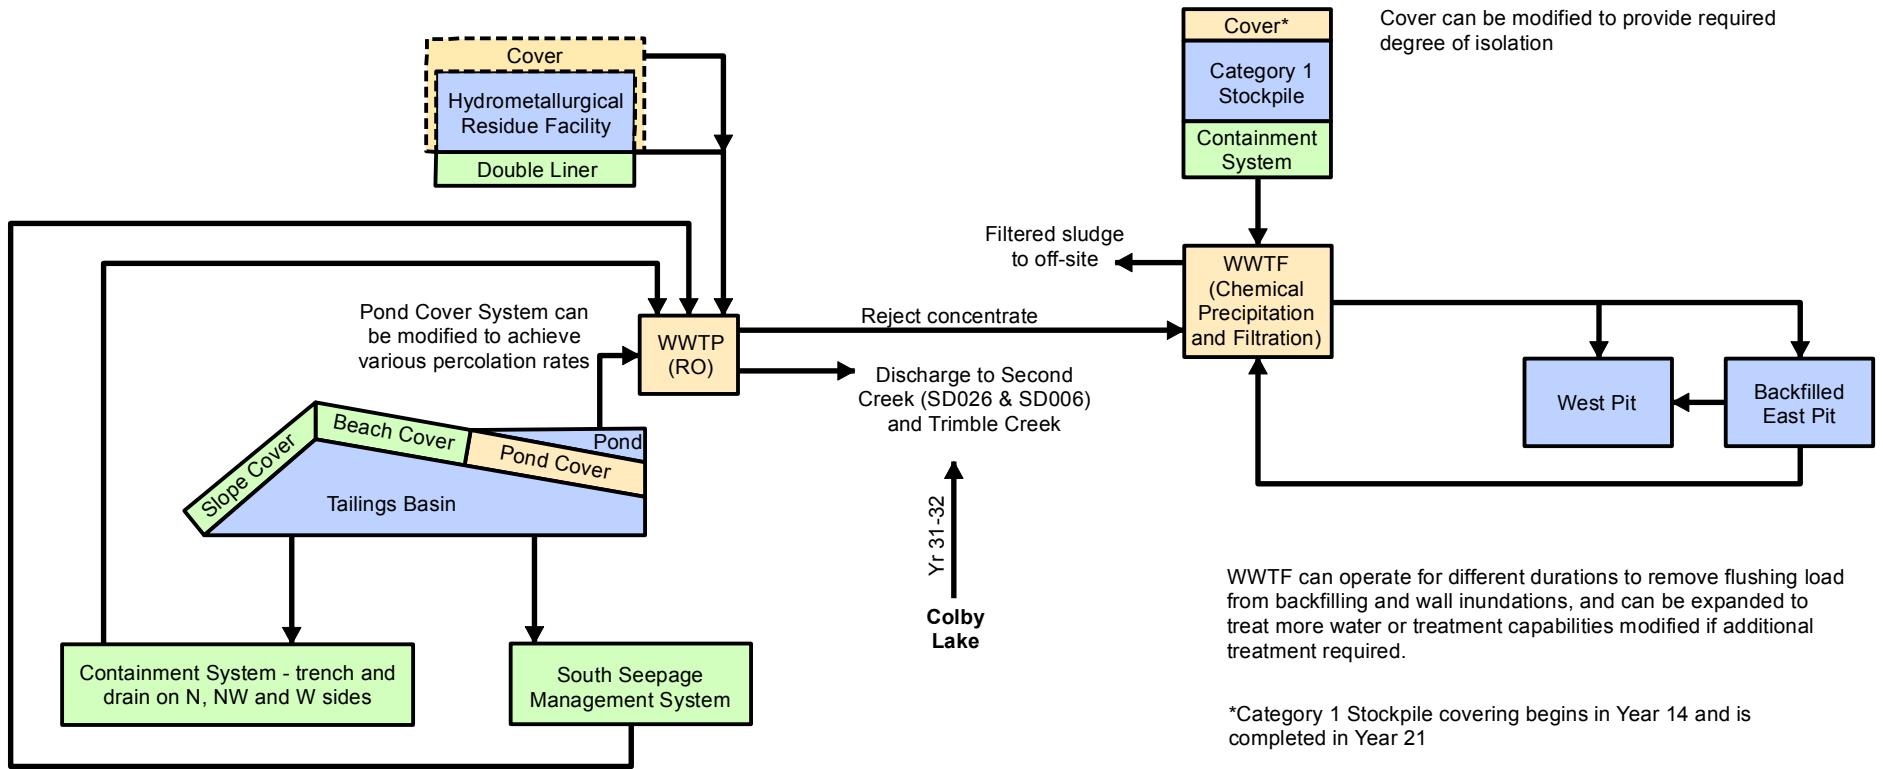 Cover
Hydrometallurgical
Residue Facility
Double Liner
Cover*
Category 1
Stockpile
Containment
System
Cover can be modified to provide required
degree of isolation
Filtered sludge
to off-site
WWTF
(Chemical
Precipitation
and Filtration)
Pond Cover System can
be modified to achieve
various percolation rates
WWTP
(RO)
Reject concentrate
Discharge to Second
Creek (SD026 & SD006)
and Trimble Creek
West Pit
Backfilled
East Pit
Slope Cover
Beach Cover
Pond
Pond Cover
Tailings Basin
Yr 31-32
Colby
Lake
Containment System - trench and
drain on N, NW and W sides
South Seepage
Management System
WWTF can operate for different durations to remove flushing load
from backfilling and wall inundations, and can be expanded to
treat more water or treatment capabilities modified if additional
treatment required.
*Category 1 Stockpile covering begins in Year 14 and is
completed in Year 21